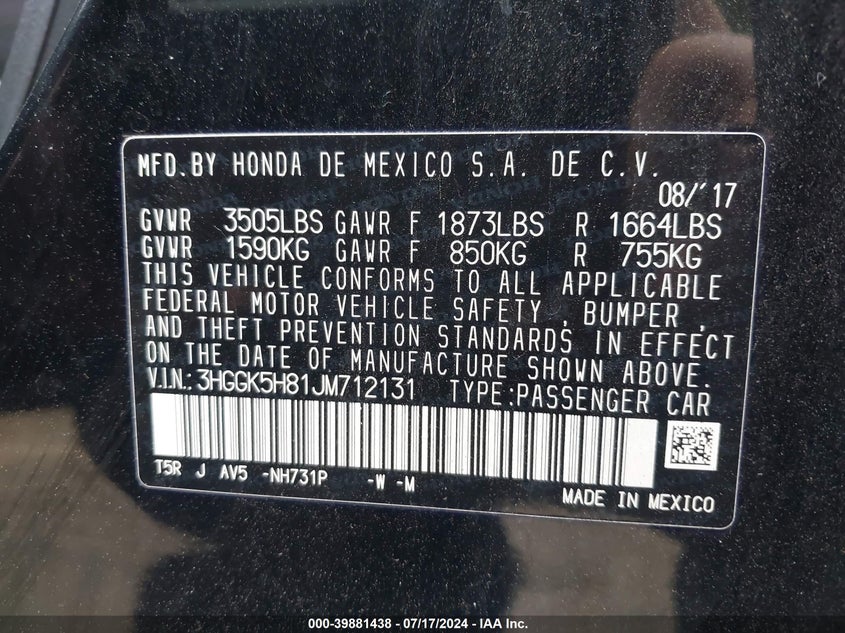 MFD.BY HONDA DE MEXICO S.A. DE C.V.
08/'17
GVWR 3505LBS GAWR F 1873LBS R 1664LBS
GVWR 1590KG GAWR F 850KG R 755KG
THIS VEHICLE CONFORMS TO ALL APPLICABLE
FEDERAL MOTOR VEHICLE SAFETY , BUMPER ,
AND THEFT PREVENTION STANDARDS IN EFFECT
ON THE DATE OF MANUFACTURE SHOWN ABOVE.
V.I.N.: 3HGGK5H81JM712131 TYPE:PASSENGER CAR
T5R J AV5 -NH731P -W -M
MADE IN MEXICO
000-39881438 - 07/17/2024 - IAA Inc.